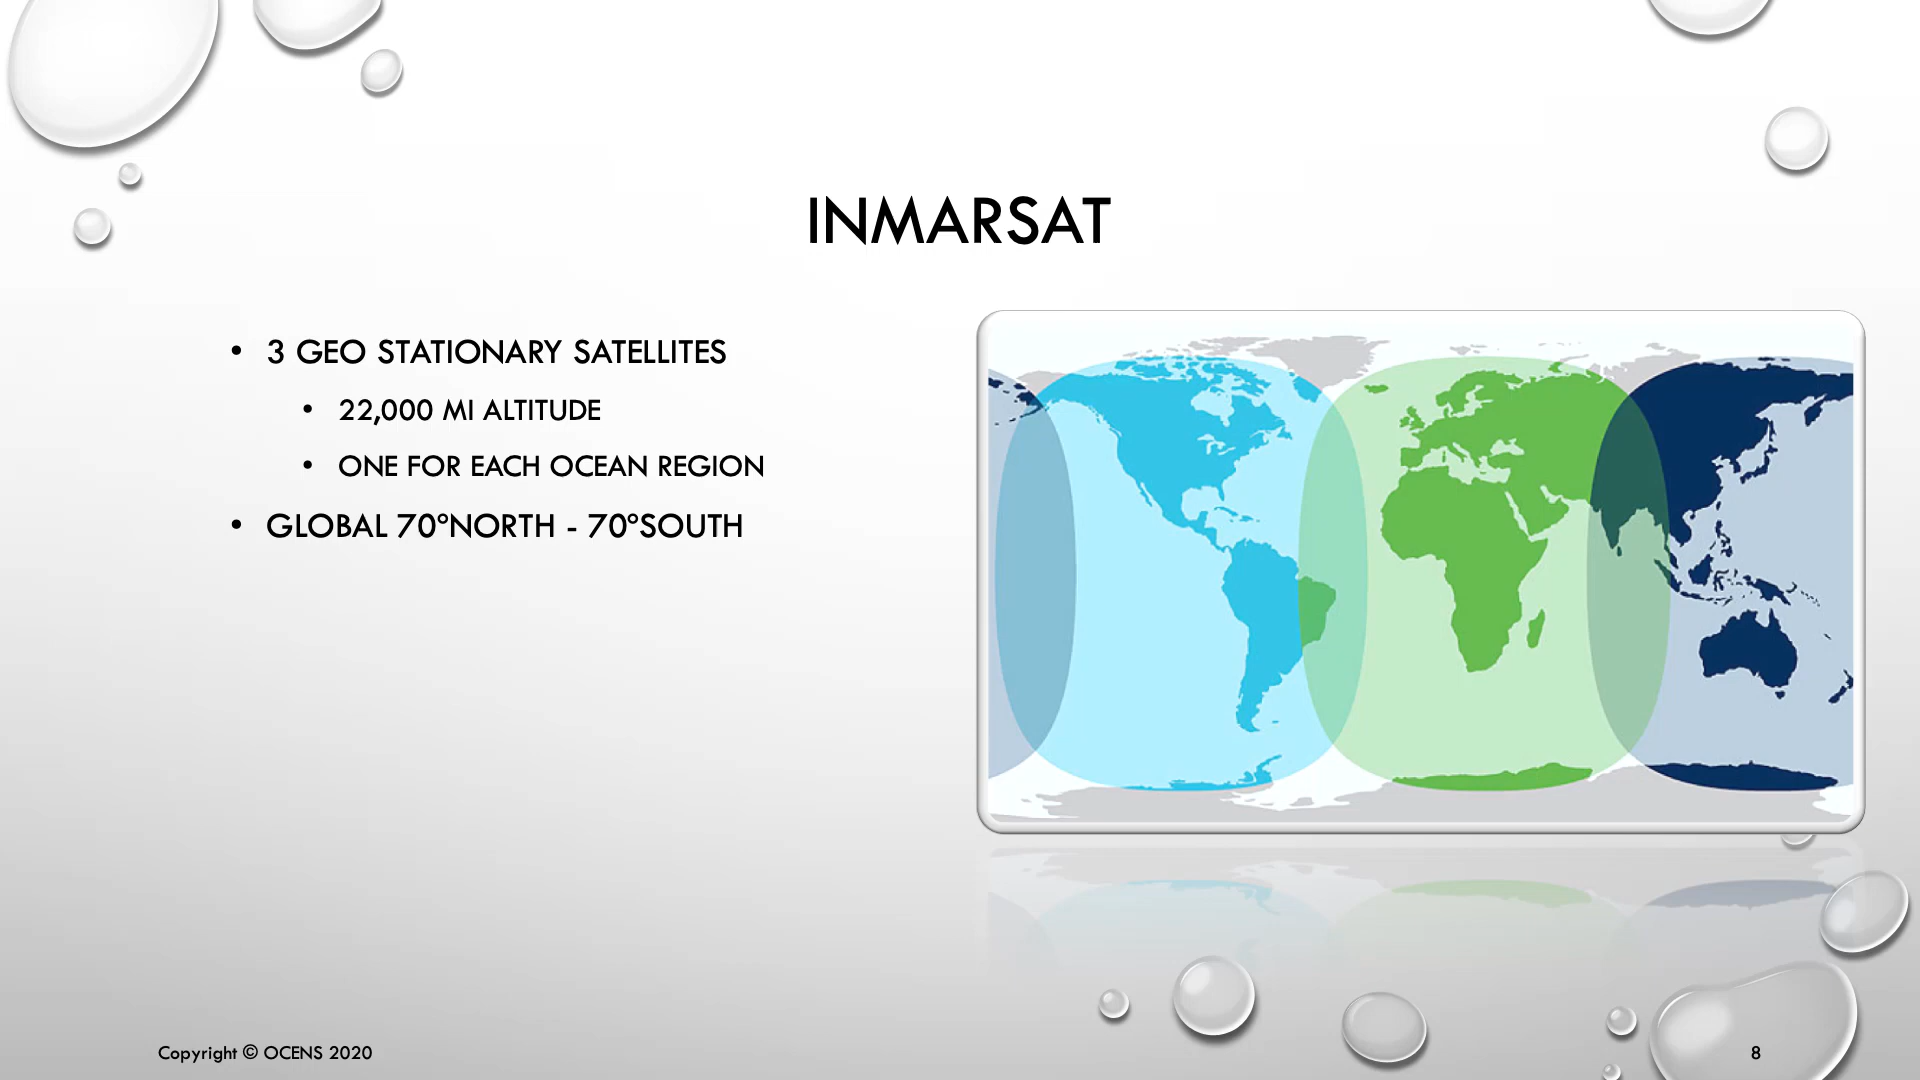 INMARSAT
• 3 GEO STATIONARY SATELLITES
• 22,000 MI ALTITUDE
• ONE FOR EACH OCEAN REGION
• GLOBAL 70°NORTH - 70°SOUTH
Copyright © OCENS 2020
8